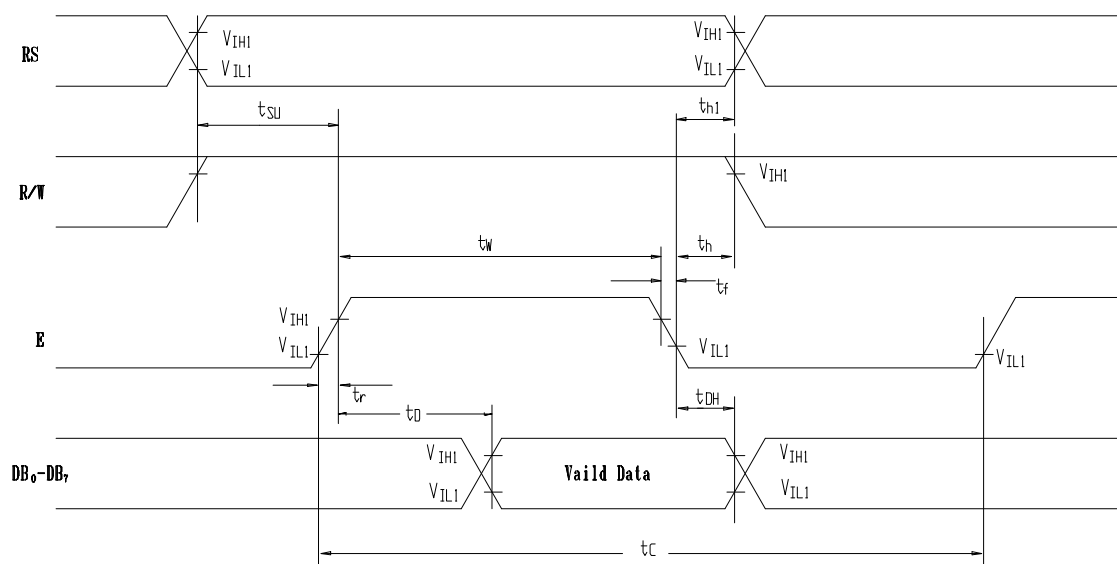 RS
VIH1
VIL1
VIH1
VIL1
tSU
th1
R/W
VIH1
tW
th
tf
E
VIH1
VIL1
VIL1
VIL1
tr
tD
tDH
DB0-DB7
VIH1
VIL1
Vaild Data
VIH1
VIL1
tC